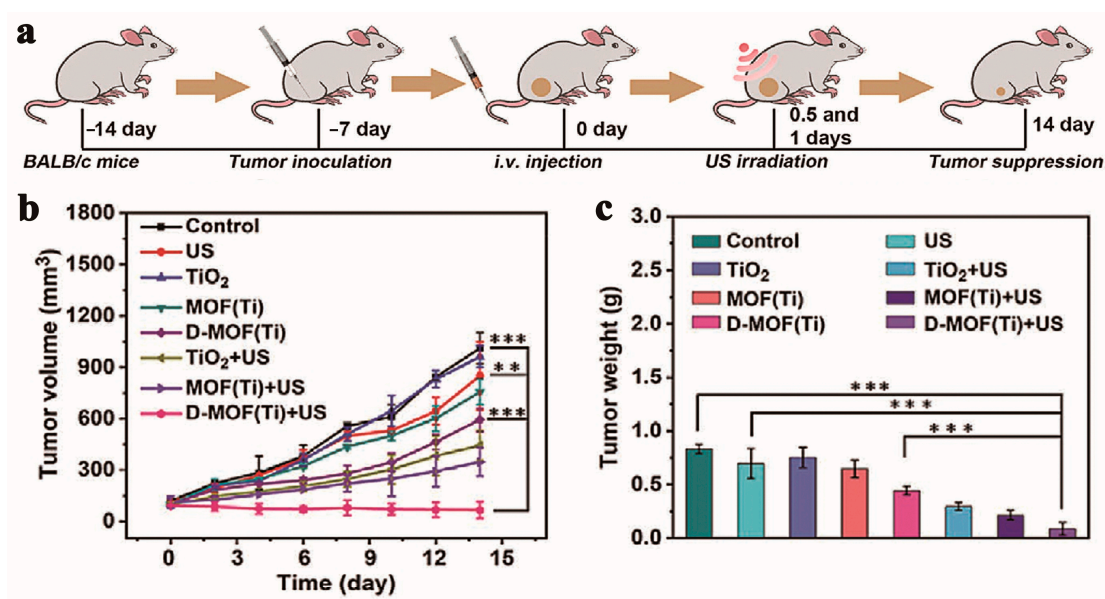 a
–14 day
–7 day
0 day
0.5 and
1 days
14 day
BALB/c mice
Tumor inoculation
i.v. injection
US irradiation
Tumor suppression
b
1800
1500
1200
900
600
300
0
Tumor volume (mm³)
Control
US
TiO₂
MOF(Ti)
D-MOF(Ti)
TiO₂+US
MOF(Ti)+US
D-MOF(Ti)+US
***
**
***
0 3 6 9 12 15
Time (day)
c
3.0
2.5
2.0
1.5
1.0
0.5
0.0
Tumor weight (g)
Control US
TiO₂ TiO₂+US
MOF(Ti) MOF(Ti)+US
D-MOF(Ti) D-MOF(Ti)+US
***
***
***